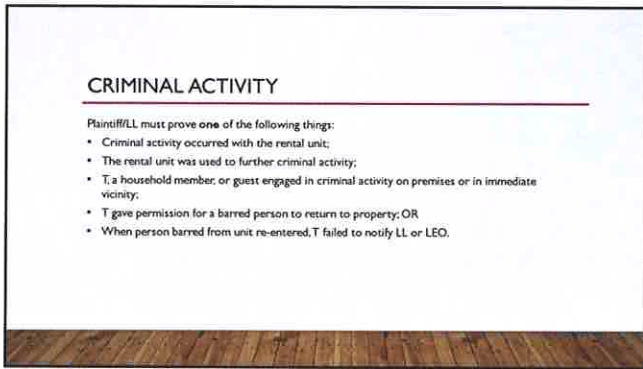 CRIMINAL ACTIVITY
Plaintiff/LL must prove one of the following things:
• Criminal activity occurred with the rental unit;
• The rental unit was used to further criminal activity;
• T, a household member, or guest engaged in criminal activity on premises or in immediate
vicinity;
• T gave permission for a barred person to return to property; OR
• When person barred from unit re-entered, T failed to notify LL or LEO.